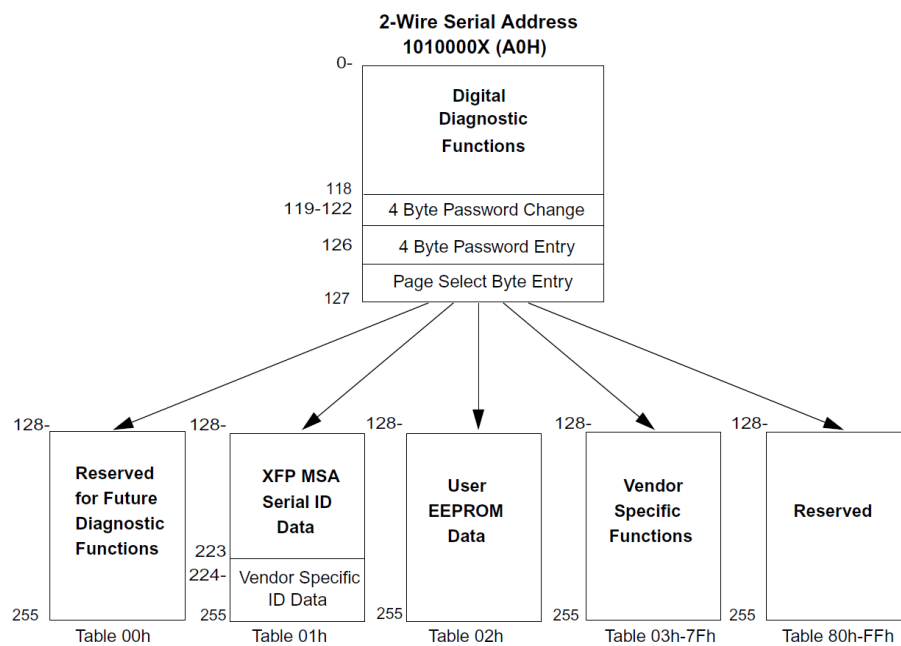 2-Wire Serial Address
1010000X (A0H)
0-
Digital
Diagnostic
Functions
118
119-122
4 Byte Password Change
126
4 Byte Password Entry
Page Select Byte Entry
127
128-
Reserved
for Future
Diagnostic
Functions
255
Table 00h
128-
XFP MSA
Serial ID
Data
223
224-
Vendor Specific
ID Data
255
Table 01h
128-
User
EEPROM
Data
255
Table 02h
128-
Vendor
Specific
Functions
255
Table 03h-7Fh
128-
Reserved
255
Table 80h-FFh